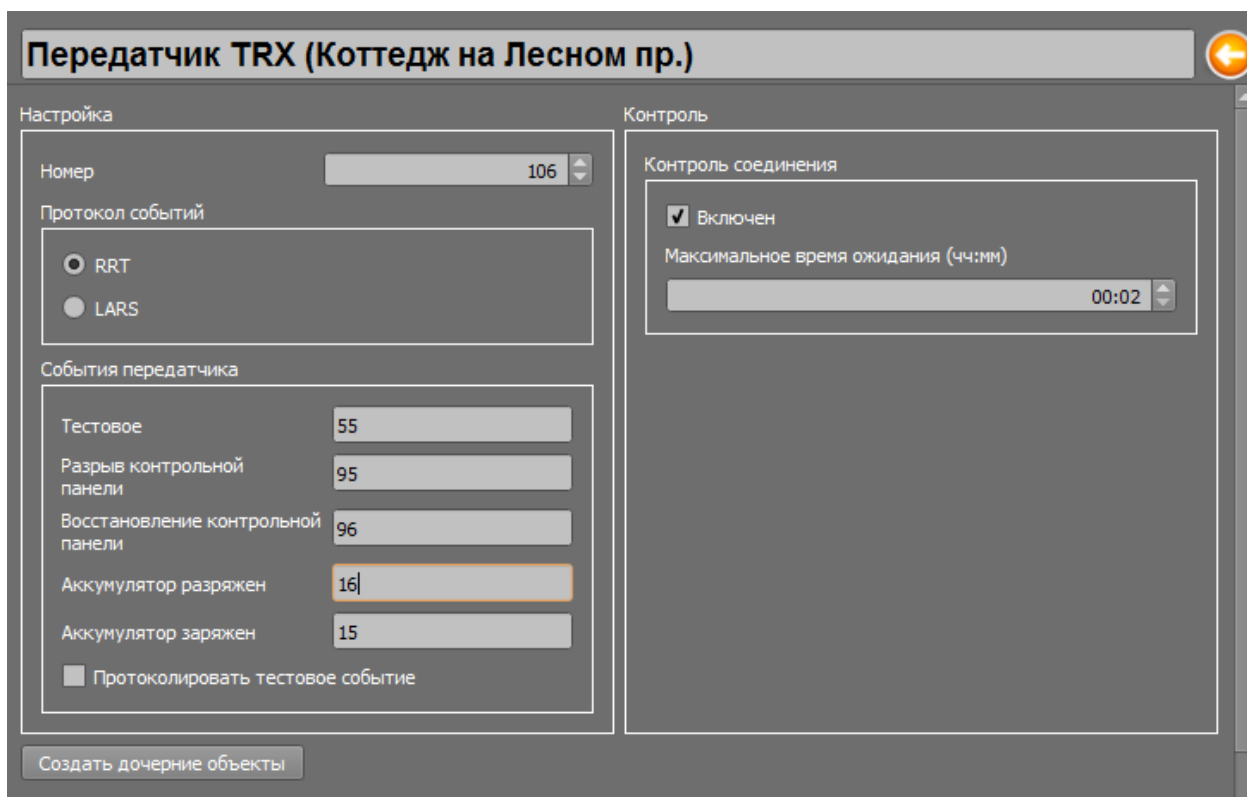 Передатчик TRX (Коттедж на Лесном пр.)
Настройка
Номер 106
Протокол событий
RRT
LARS
События передатчика
Тестовое 55
Разрыв контрольной
панели 95
Восстановление контрольной
панели 96
Аккумулятор разряжен 16
Аккумулятор заряжен 15
Протоколировать тестовое событие
Создать дочерние объекты
Контроль
Контроль соединения
Включен
Максимальное время ожидания (чч:мм)
00:02